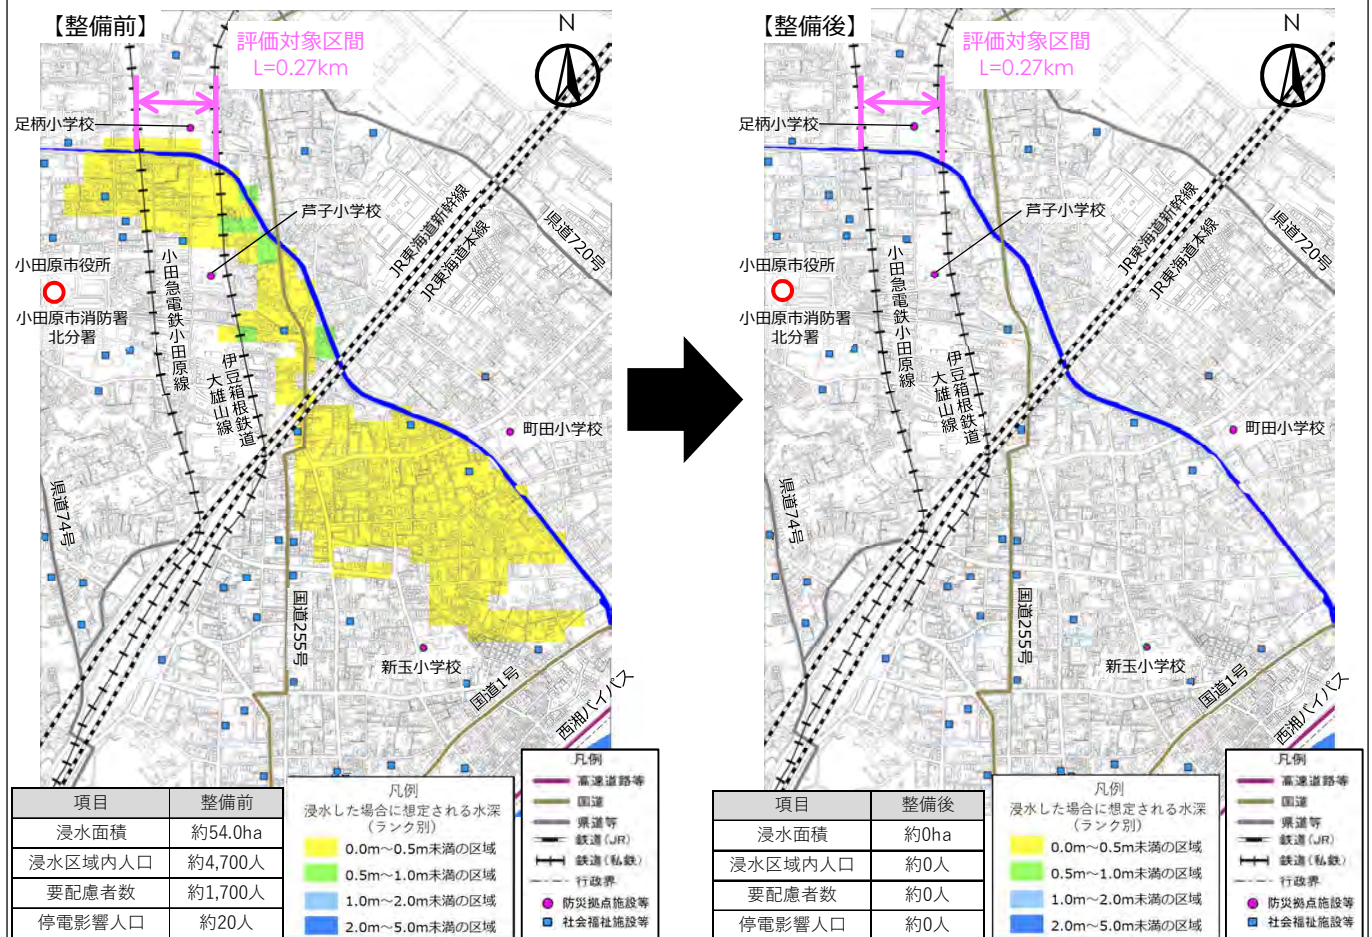 【整備前】
評価対象区間
L=0.27km
N
足柄小学校
芦子小学校
小田原市役所
小田原市消防署
北分署
小田急電鉄小田原線
伊豆箱根鉄道
大雄山線
JR東海道新幹線
JR東海道本線
県道720号
町田小学校
県道74号
国道255号
新玉小学校
国道1号
西湘バイパス
項目 整備前
浸水面積 約54.0ha
浸水区域内人口 約4,700人
要配慮者数 約1,700人
停電影響人口 約20人
凡例
浸水した場合に想定される水深
(ランク別)
0.0m~0.5m未満の区域
0.5m~1.0m未満の区域
1.0m~2.0m未満の区域
2.0m~5.0m未満の区域
凡例
高速道路等
国道
県道等
鉄道(JR)
鉄道(私鉄)
行政界
防災拠点施設等
社会福祉施設等
【整備後】
評価対象区間
L=0.27km
N
足柄小学校
芦子小学校
小田原市役所
小田原市消防署
北分署
小田急電鉄小田原線
伊豆箱根鉄道
大雄山線
JR東海道新幹線
JR東海道本線
県道720号
町田小学校
県道74号
国道255号
新玉小学校
国道1号
西湘バイパス
項目 整備後
浸水面積 約0ha
浸水区域内人口 約0人
要配慮者数 約0人
停電影響人口 約0人
凡例
浸水した場合に想定される水深
(ランク別)
0.0m~0.5m未満の区域
0.5m~1.0m未満の区域
1.0m~2.0m未満の区域
2.0m~5.0m未満の区域
凡例
高速道路等
国道
県道等
鉄道(JR)
鉄道(私鉄)
行政界
防災拠点施設等
社会福祉施設等